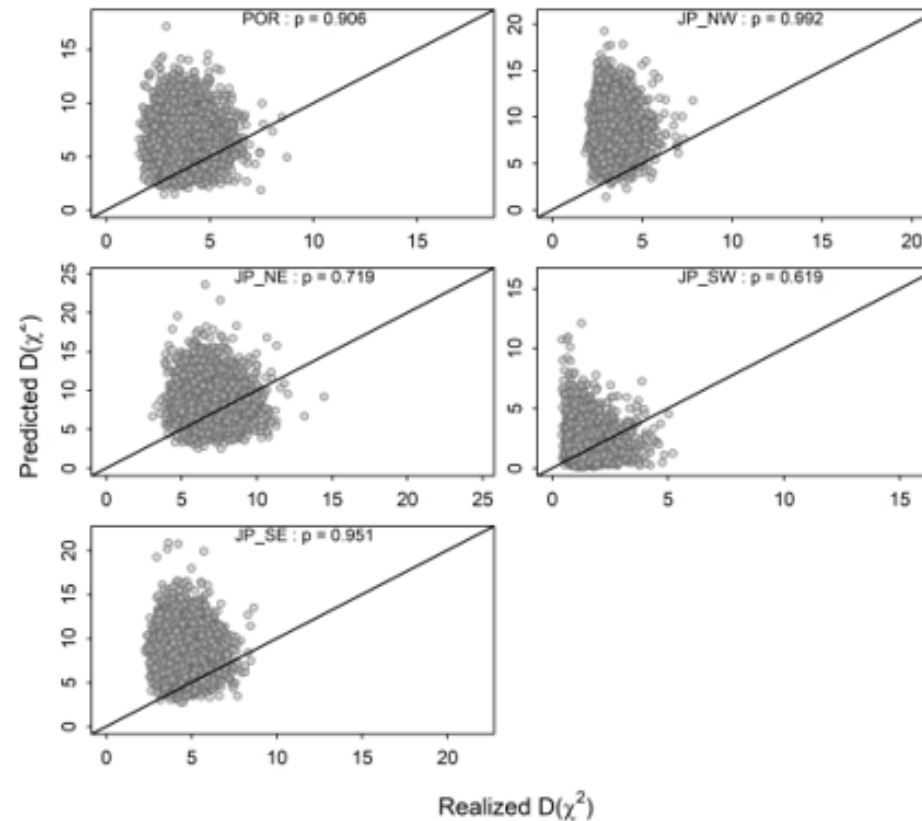 POR : p = 0.906
JP_NW : p = 0.992
15
10
5
0
20
15
10
5
0
0 5 10 15
0 5 10 15 20
JP_NE : p = 0.719
JP_SW : p = 0.619
25
20
15
10
5
0
15
10
5
0
0 5 10 15 20 25
0 5 10 15
JP_SE : p = 0.951
20
15
10
5
0
0 5 10 15 20
Predicted D(χ²)
Realized D(χ²)